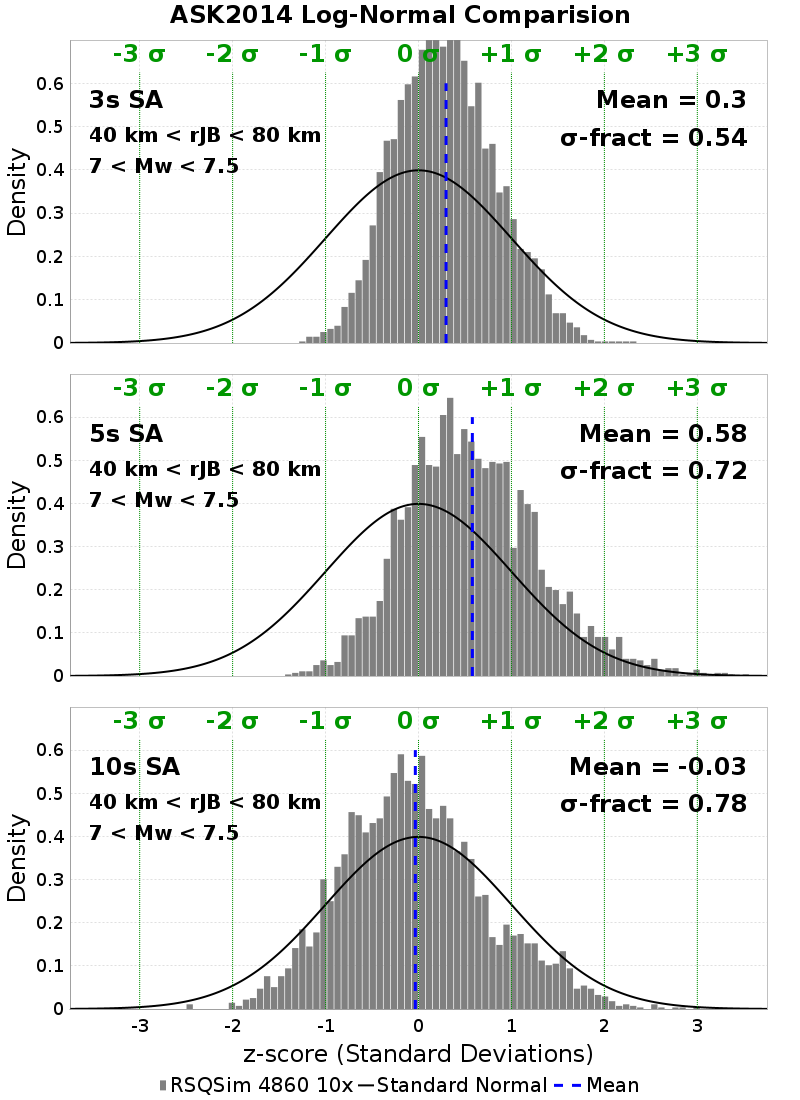 ASK2014 Log-Normal Comparision
-3 σ -2 σ -1 σ 0 σ +1 σ +2 σ +3 σ
0.6
3s SA Mean = 0.3
0.5
40 km < rJB < 80 km σ-fract = 0.54
7 < Mw < 7.5
0.4
0.3
0.2
0.1
0
Density
-3 σ -2 σ -1 σ 0 σ +1 σ +2 σ +3 σ
0.6
5s SA Mean = 0.58
0.5
40 km < rJB < 80 km σ-fract = 0.72
7 < Mw < 7.5
0.4
0.3
0.2
0.1
0
Density
-3 σ -2 σ -1 σ 0 σ +1 σ +2 σ +3 σ
0.6
10s SA Mean = -0.03
0.5
40 km < rJB < 80 km σ-fract = 0.78
7 < Mw < 7.5
0.4
0.3
0.2
0.1
0
Density
-3 -2 -1 0 1 2 3
z-score (Standard Deviations)
RSQSim 4860 10x Standard Normal Mean